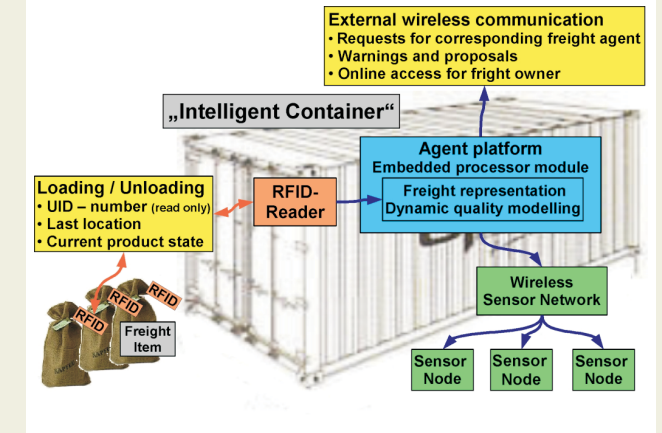 External wireless communication
• Requests for corresponding freight agent
• Warnings and proposals
• Online access for fright owner
„Intelligent Container“
Agent platform
Embedded processor module
Freight representation
Dynamic quality modelling
Loading / Unloading
• UID – number (read only)
• Last location
• Current product state
RFID-
Reader
Wireless
Sensor Network
RFID
RFID
RFID
Freight
Item
Sensor
Node
Sensor
Node
Sensor
Node